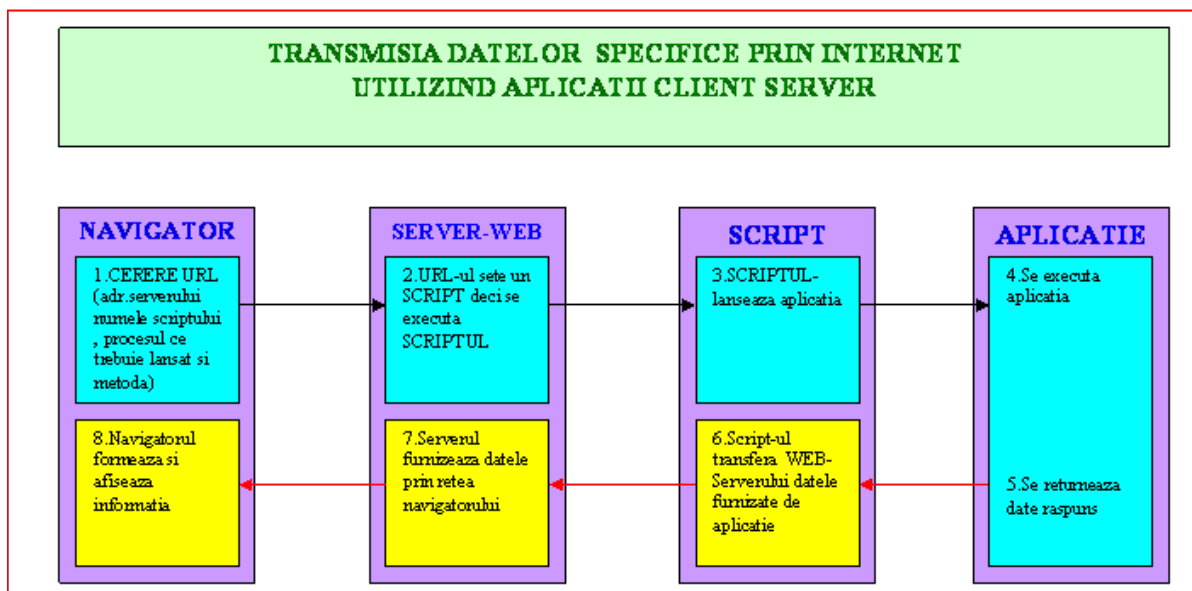 TRANSMISIA DATELOR SPECIFICE PRIN INTERNET
UTILIZIND APLICATII CLIENT SERVER
NAVIGATOR
1.CERERE URL
(adr.serverului
numele scriptului
, procesul ce
trebuie lansat si
metoda)
8.Navigatorul
formeaza si
afiseaza
informatia
SERVER-WEB
2.URL-ul sete un
SCRIPT deci se
executa
SCRIPTUL
7.Serverul
furnizeaza datele
prin retea
navigatorului
SCRIPT
3.SCRIPTUL-
lanseaza aplicatia
6.Script-ul
transfera WEB-
Serverului datele
furnizate de
aplicatie
APLICATIE
4.Se executa
aplicatia
5.Se returneaza
date raspuns